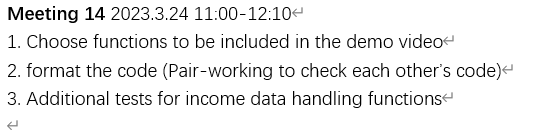 Meeting 14 2023.3.24 11:00-12:10↵
1. Choose functions to be included in the demo video↵
2. format the code (Pair-working to check each other's code)↵
3. Additional tests for income data handling functions↵
↵